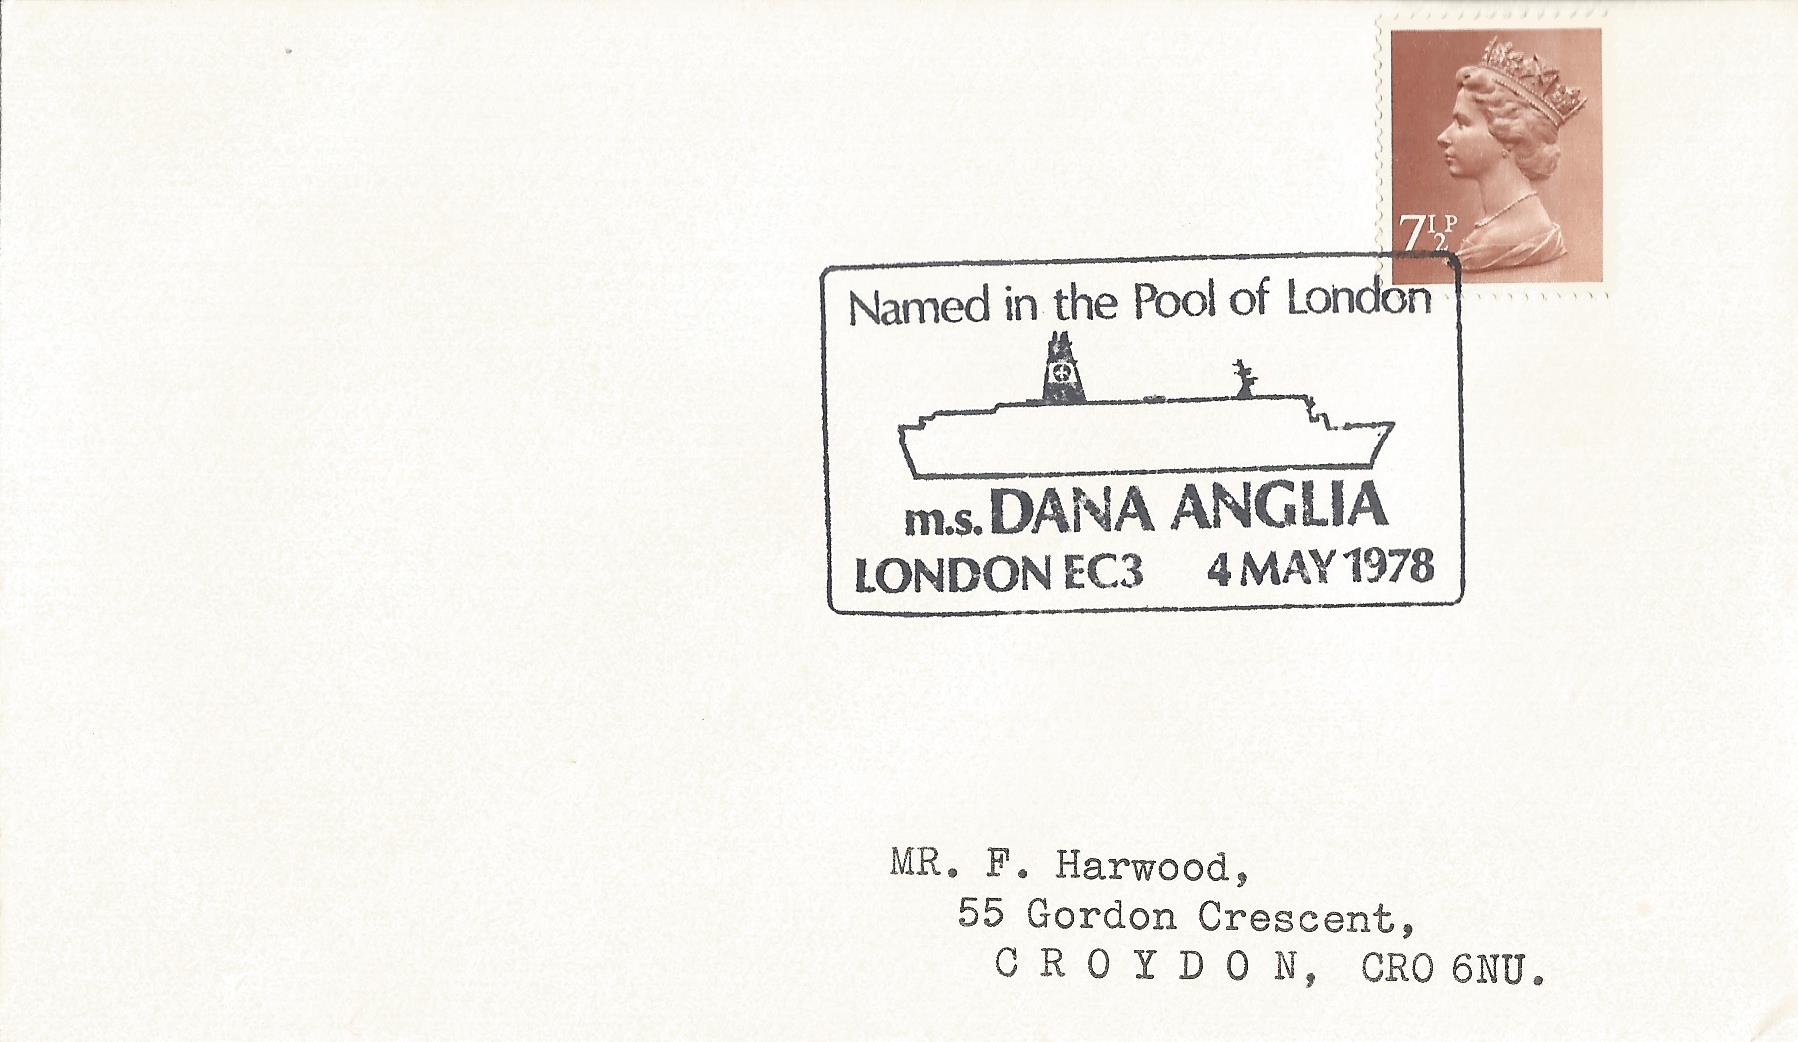 7½P
Named in the Pool of London
m.s. DANA ANGLIA
LONDON EC3 4 MAY 1978
MR. F. Harwood,
55 Gordon Crescent,
C R O Y D O N, CRO 6NU.